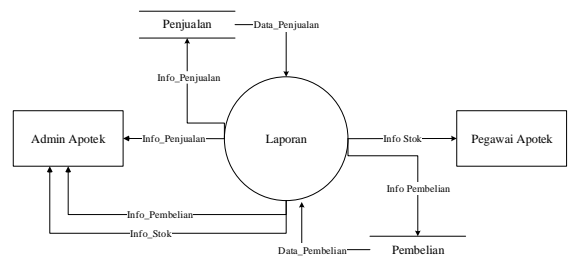 Penjualan
Data_Penjualan
Info_Penjualan
Admin Apotek
Info_Penjualan
Laporan
Info Stok
Pegawai Apotek
Info Pembelian
Info_Pembelian
Info_Stok
Data_Pembelian
Pembelian